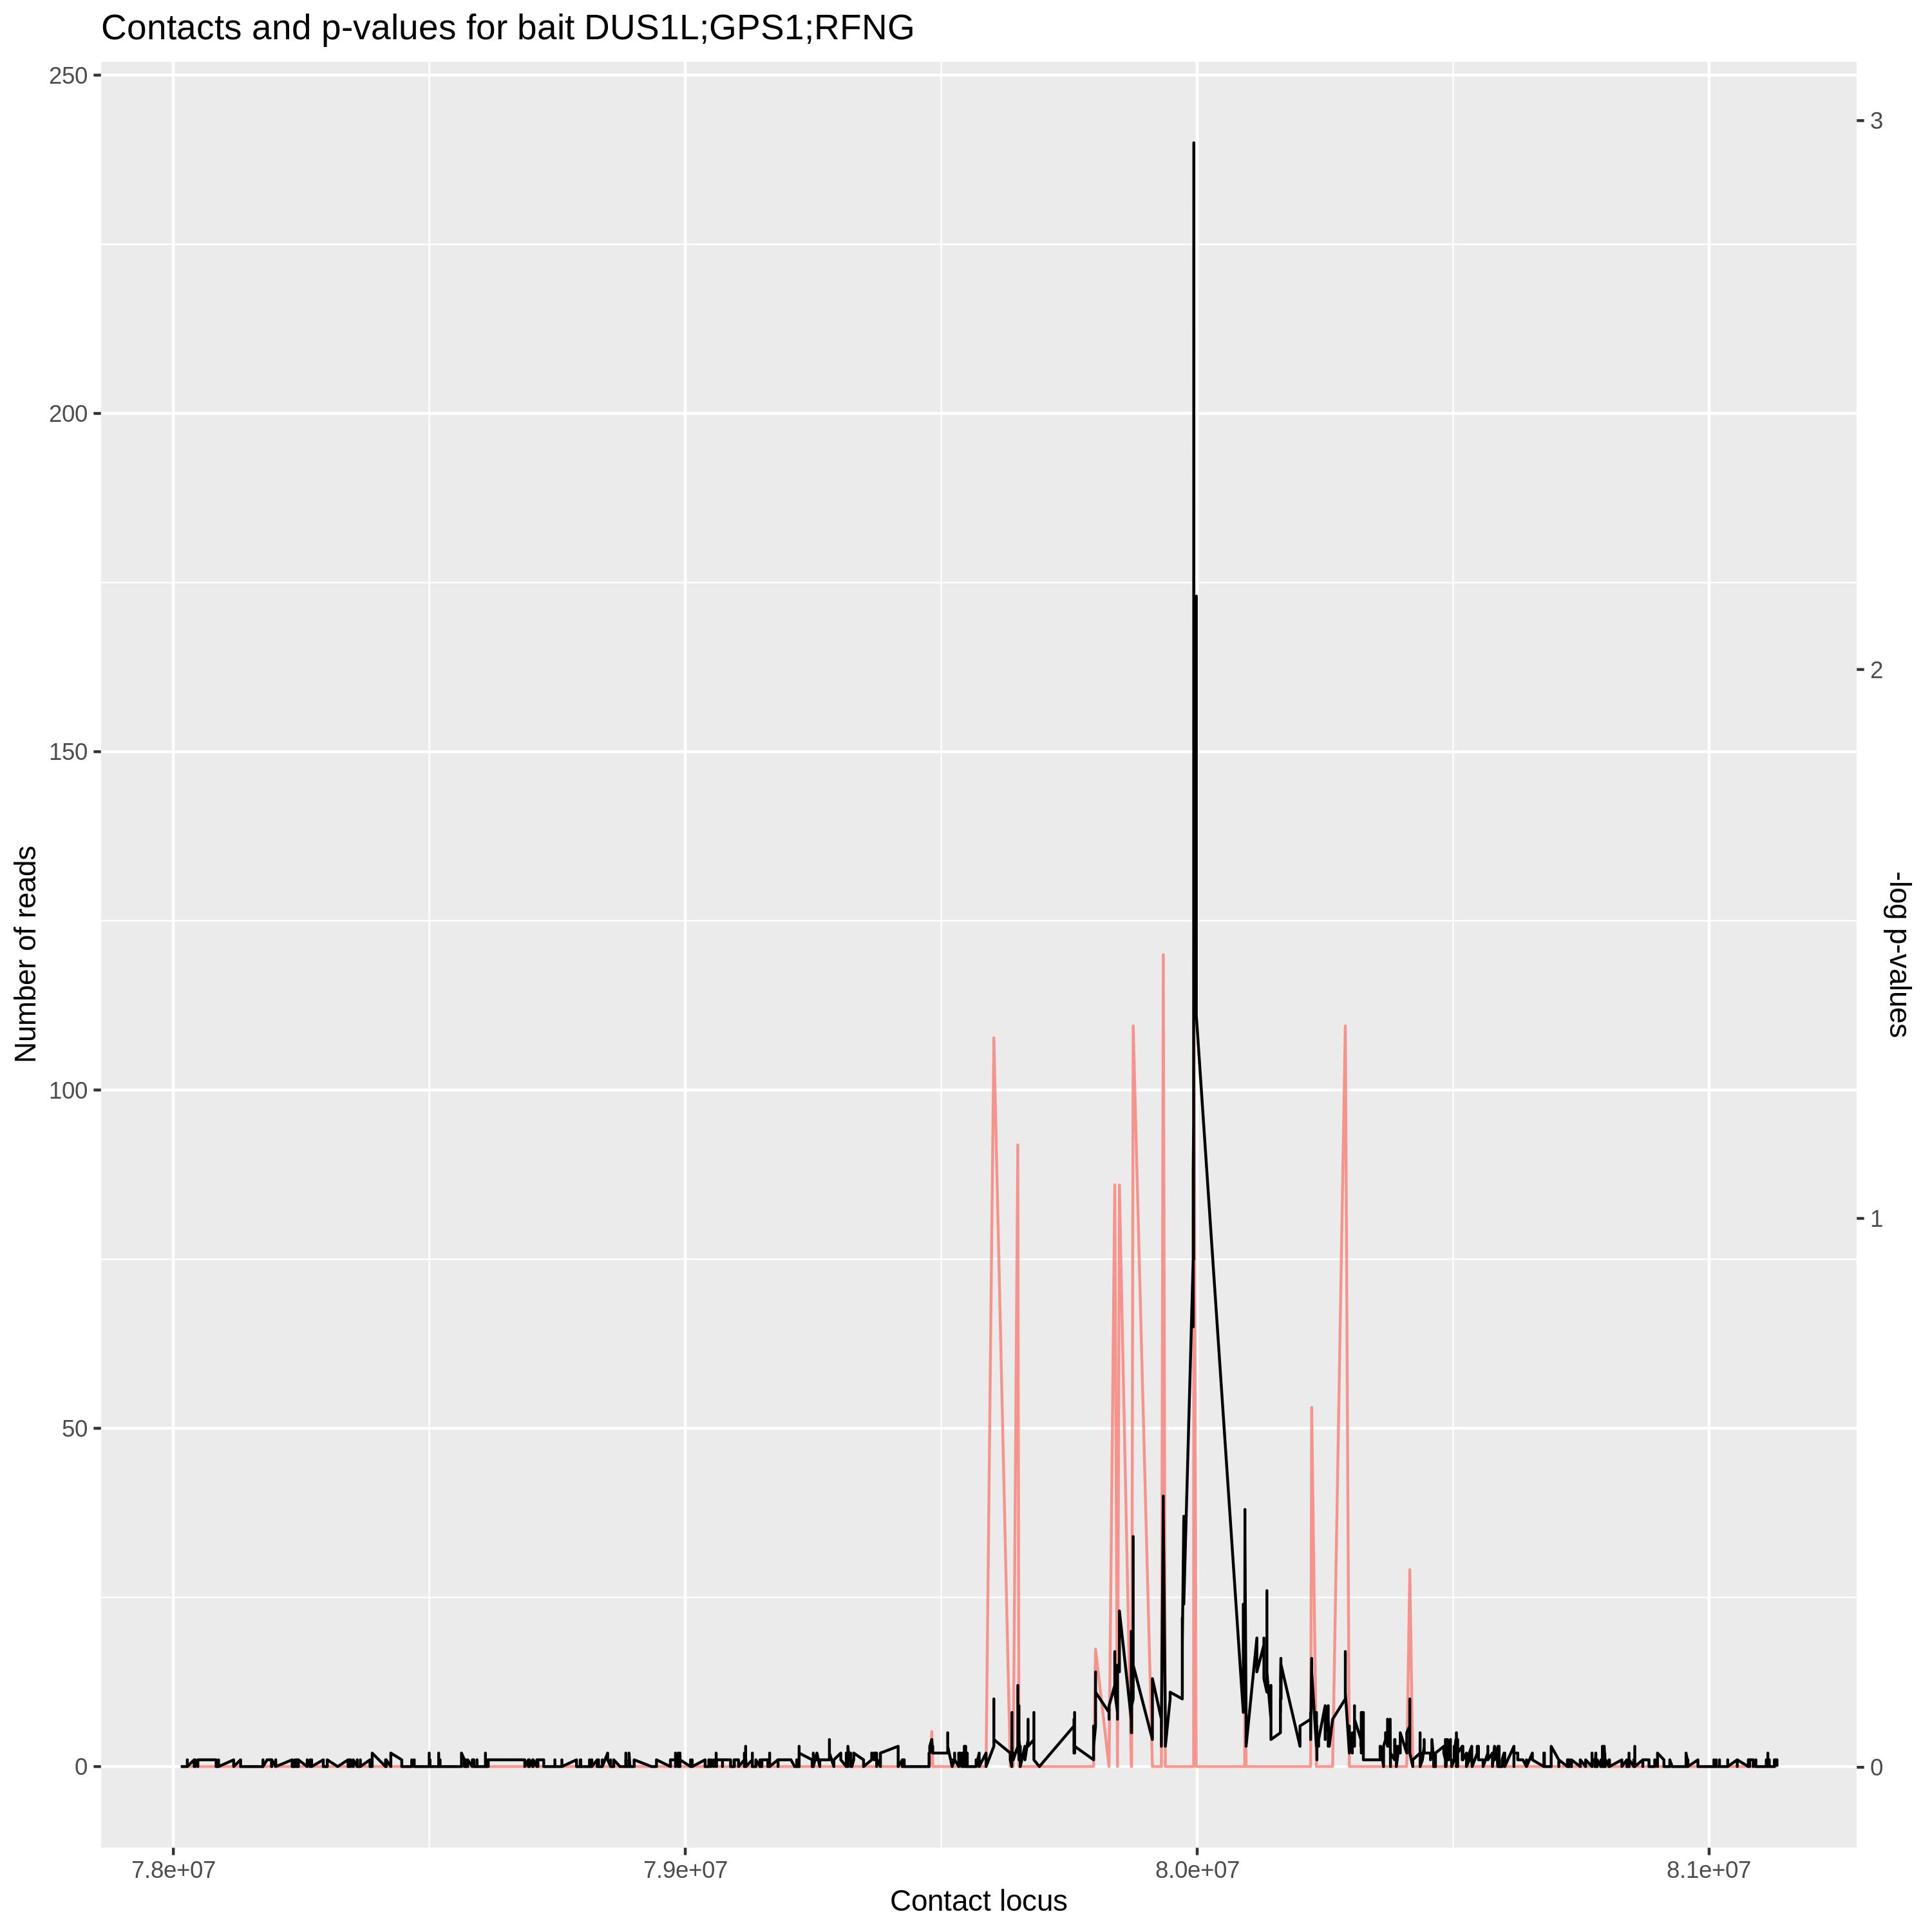 Contacts and p-values for bait DUS1L;GPS1;RFNG
250
200
150
100
50
0
Number of reads
3
2
1
0
-log p-values
7.8e+07
7.9e+07
8.0e+07
8.1e+07
Contact locus